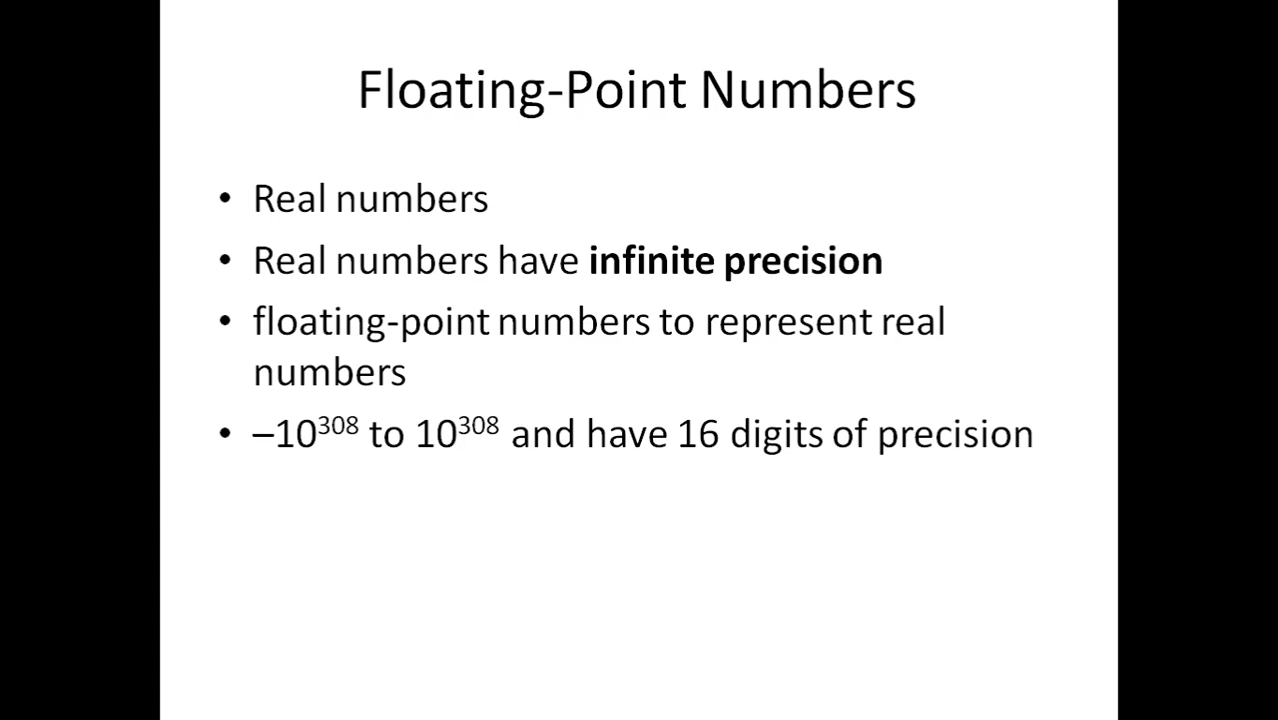 Floating-Point Numbers
• Real numbers
• Real numbers have infinite precision
• floating-point numbers to represent real
numbers
• –10³⁰⁸ to 10³⁰⁸ and have 16 digits of precision